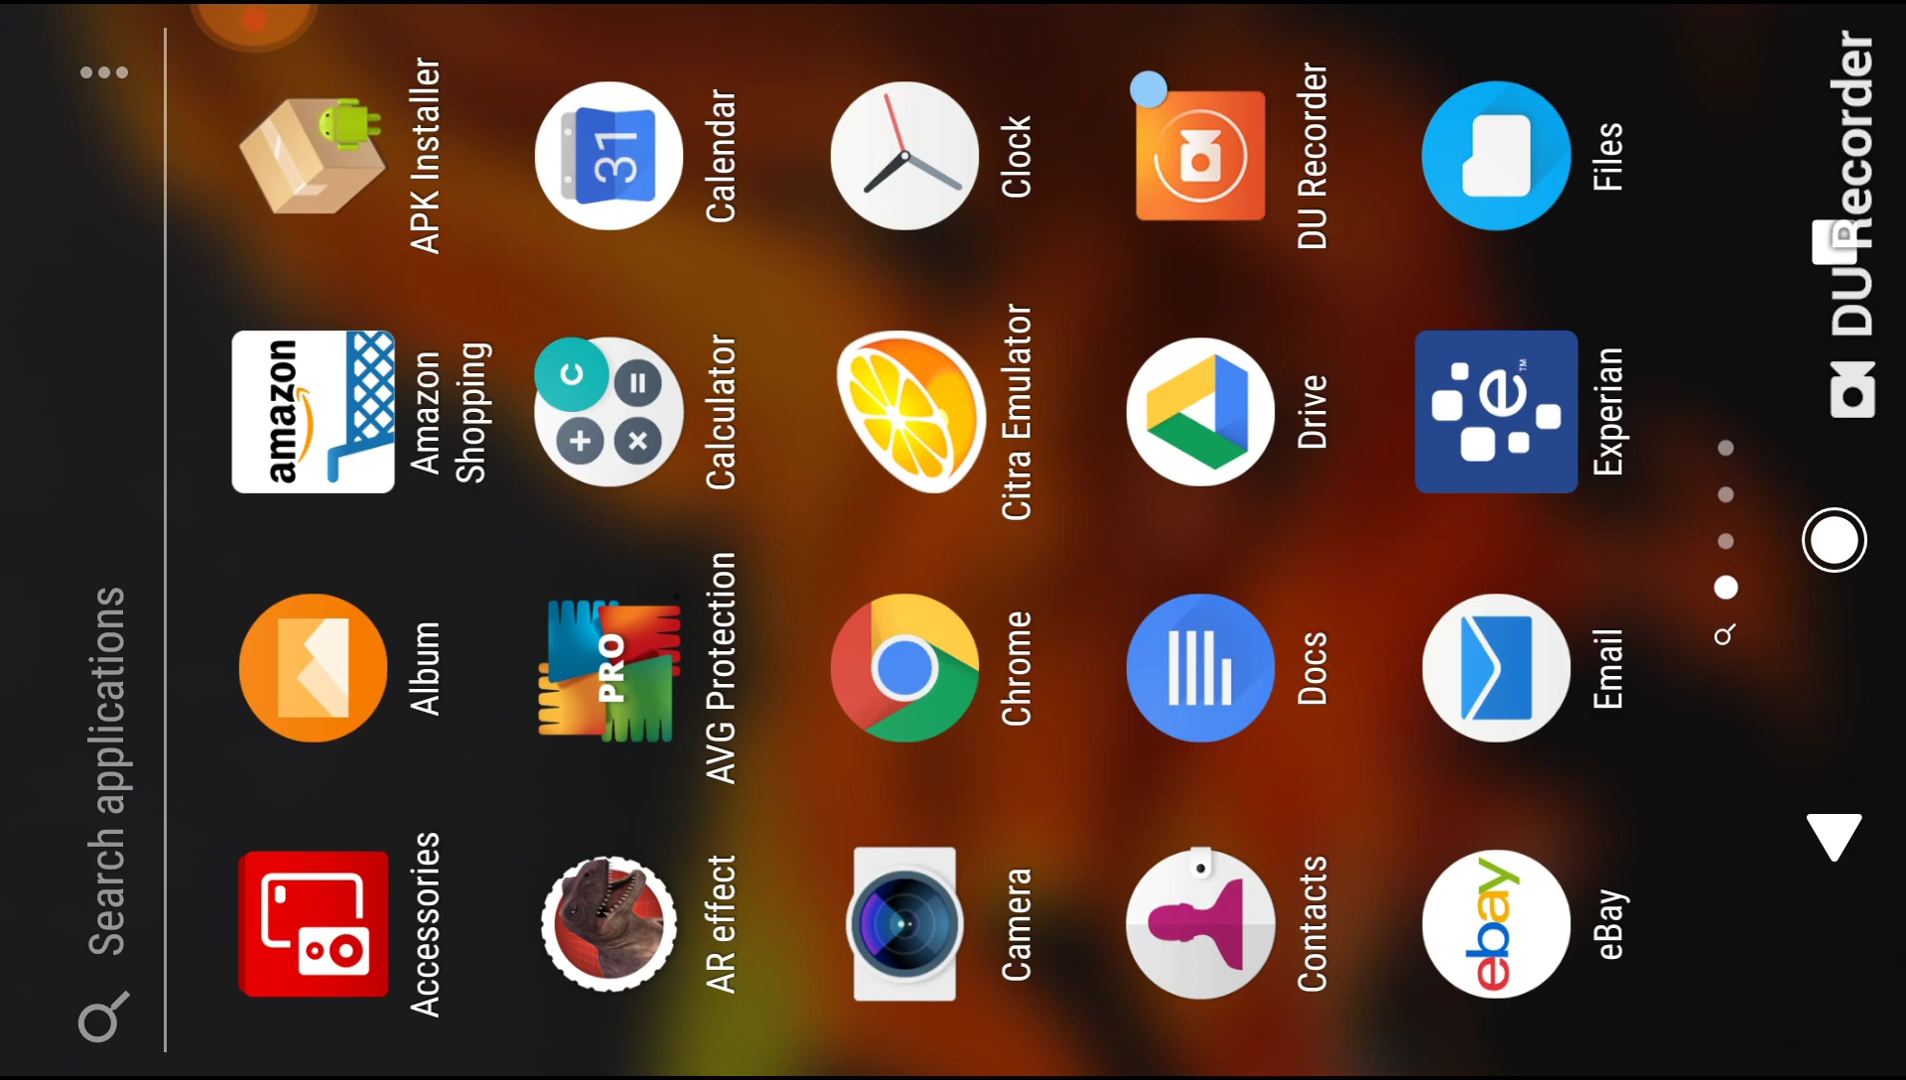 Search applications
Accessories
Album
amazon
Amazon
Shopping
APK Installer
AR effect
PRO
AVG Protection
C
+
=
×
Calculator
31
Calendar
Camera
Chrome
Citra Emulator
Clock
Contacts
Docs
Drive
DU Recorder
ebay
eBay
Email
e™
Experian
Files
DU Recorder